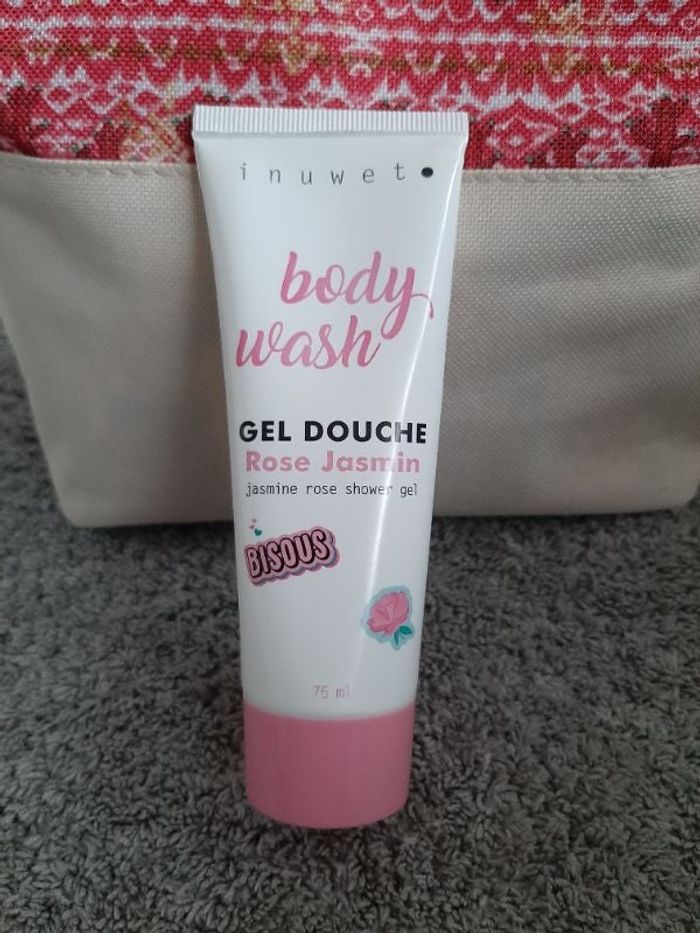 inuwet
body
wash
GEL DOUCHE
Rose Jasmin
jasmine rose shower gel
BISOUS
75 ml